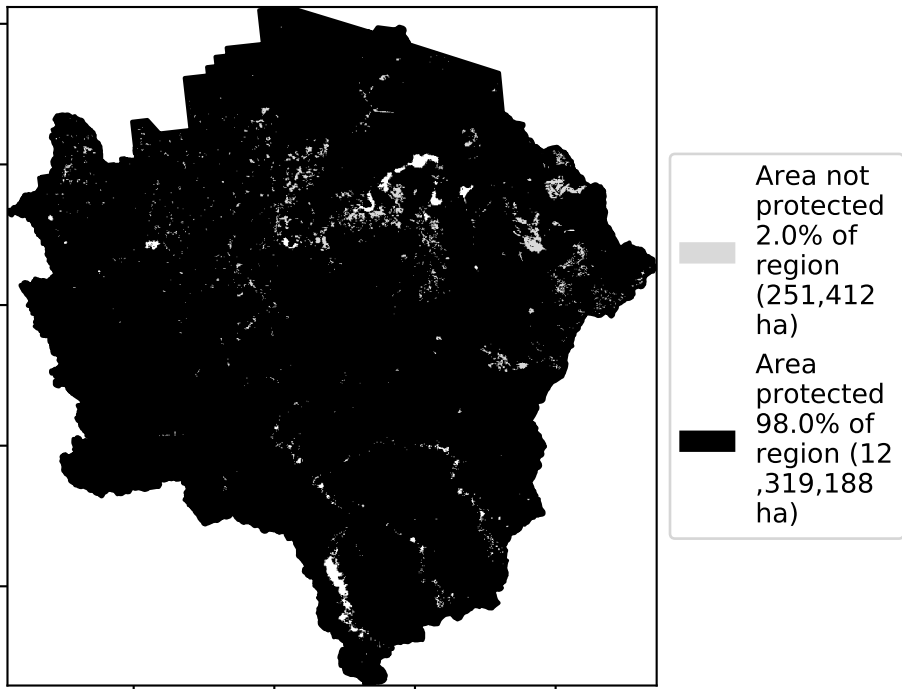 Area not
protected
2.0% of
region
(251,412
ha)
Area
protected
98.0% of
region (12
,319,188
ha)